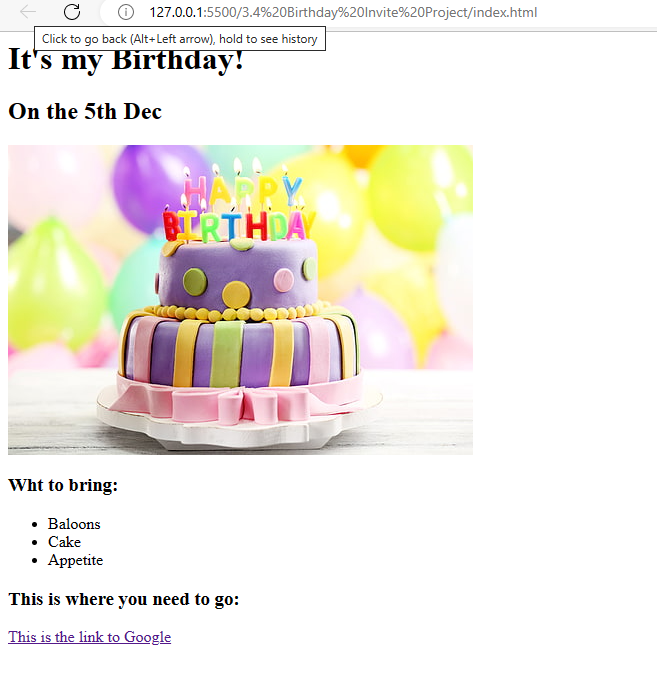 127.0.0.1:5500/3.4%20Birthday%20Invite%20Project/index.html
Click to go back (Alt+Left arrow), hold to see history
It's my Birthday!
On the 5th Dec
HAPPY
BIRTHDAY
Wht to bring:
Baloons
Cake
Appetite
This is where you need to go:
This is the link to Google